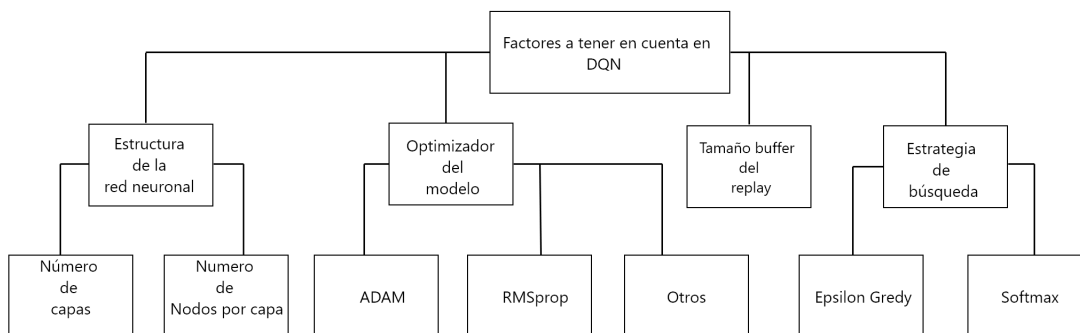 Factores a tener en cuenta en
DQN
Estructura
de la
red neuronal
Optimizador
del
modelo
Tamaño buffer
del
replay
Estrategia
de
búsqueda
Número
de
capas
Numero
de
Nodos por capa
ADAM
RMSprop
Otros
Epsilon Gredy
Softmax